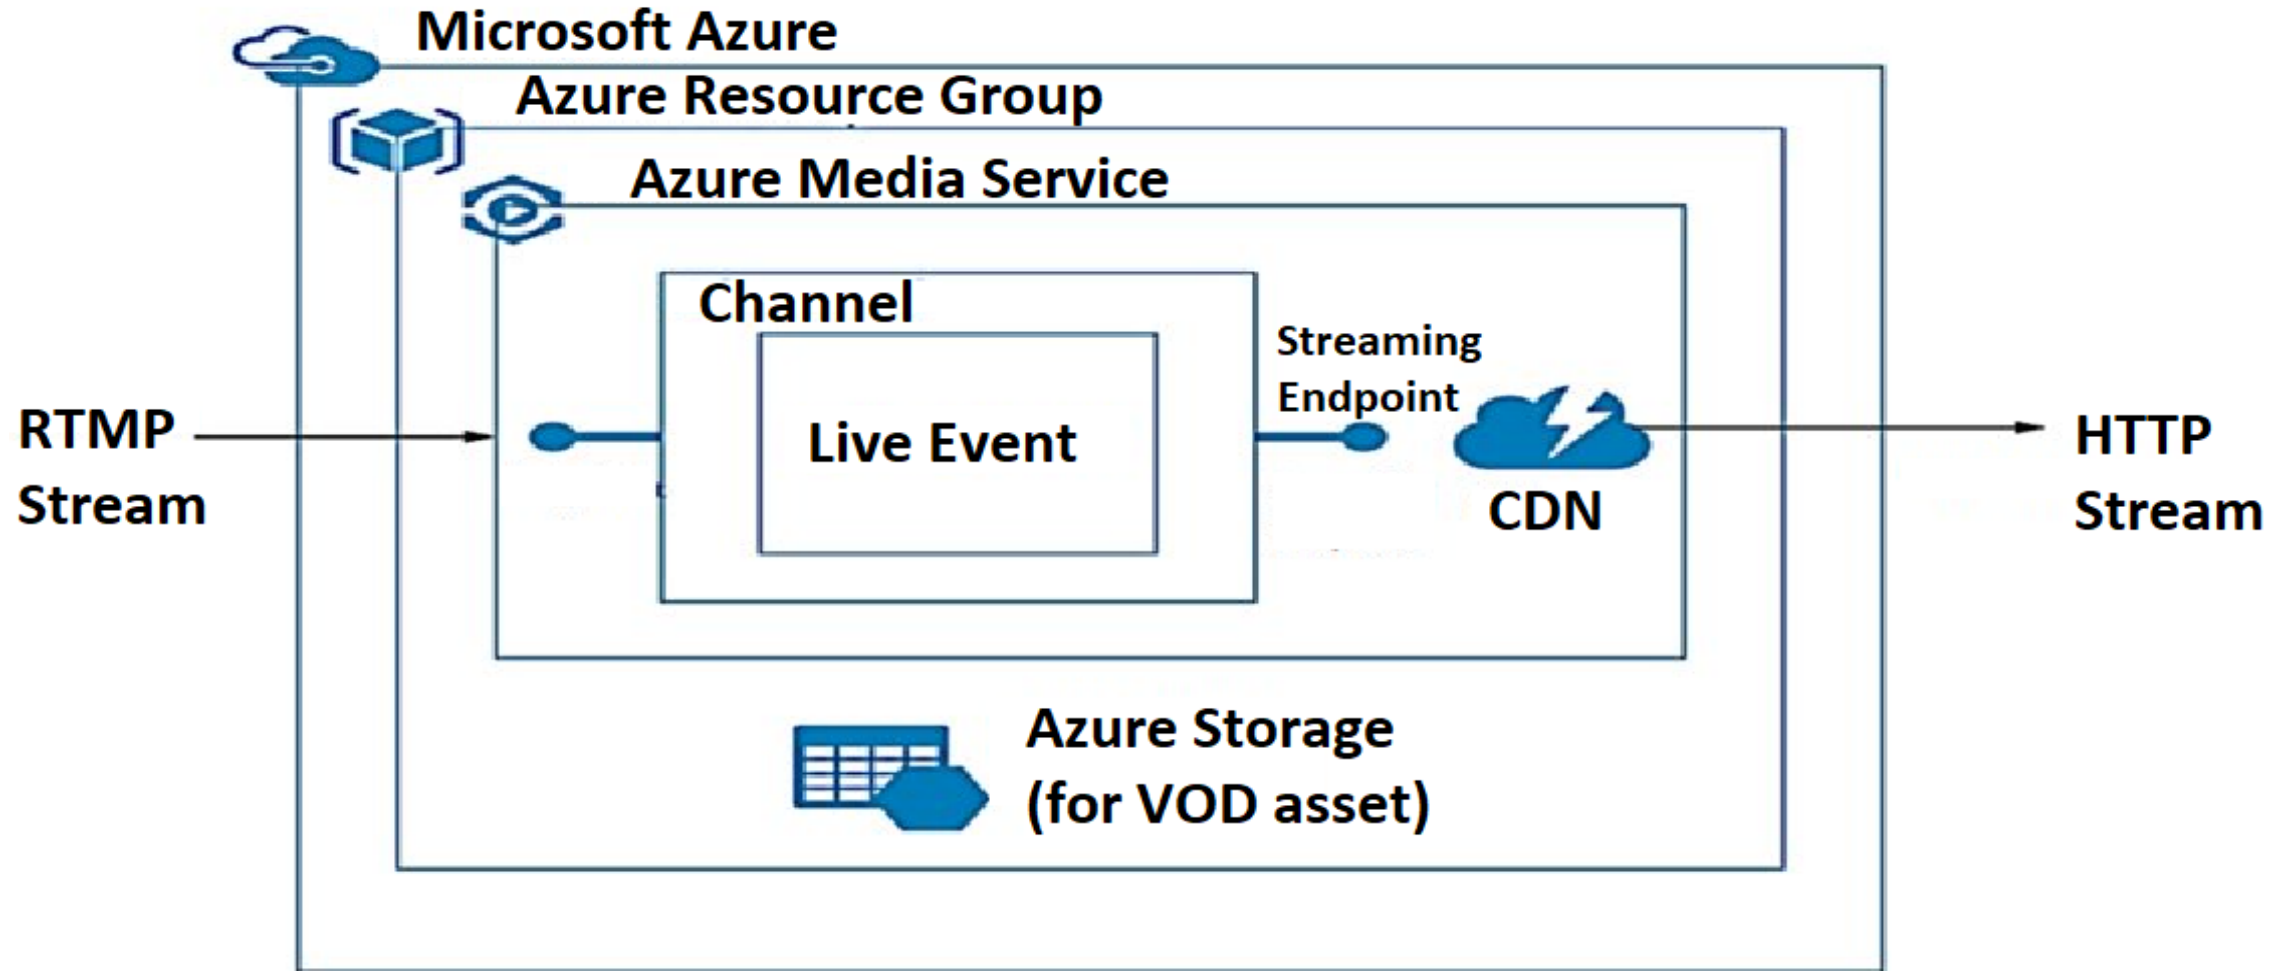 Microsoft Azure
Azure Resource Group
Azure Media Service
Channel
Streaming
Endpoint
RTMP
Stream
Live Event
CDN
HTTP
Stream
Azure Storage
(for VOD asset)